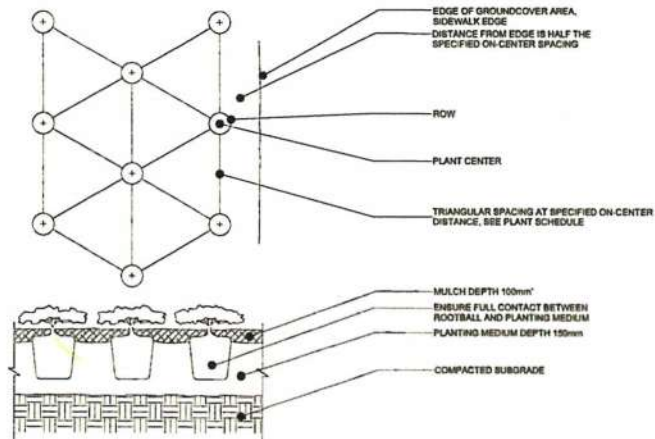 EDGE OF GROUNDCOVER AREA,
SIDEWALK EDGE
DISTANCE FROM EDGE IS HALF THE
SPECIFIED ON-CENTER SPACING
ROW
PLANT CENTER
TRIANGULAR SPACING AT SPECIFIED ON-CENTER
DISTANCE, SEE PLANT SCHEDULE
MULCH DEPTH 100mm'
ENSURE FULL CONTACT BETWEEN
ROOTBALL AND PLANTING MEDIUM
PLANTING MEDIUM DEPTH 150mm
COMPACTED SUBGRADE